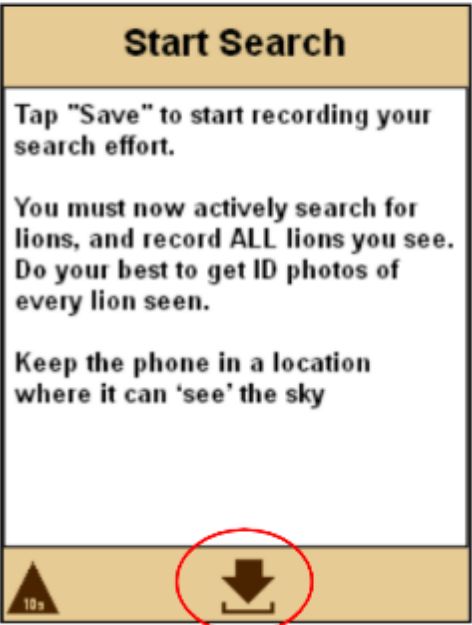 Start Search
Tap "Save" to start recording your
search effort.
You must now actively search for
lions, and record ALL lions you see.
Do your best to get ID photos of
every lion seen.
Keep the phone in a location
where it can ‘see’ the sky
10s